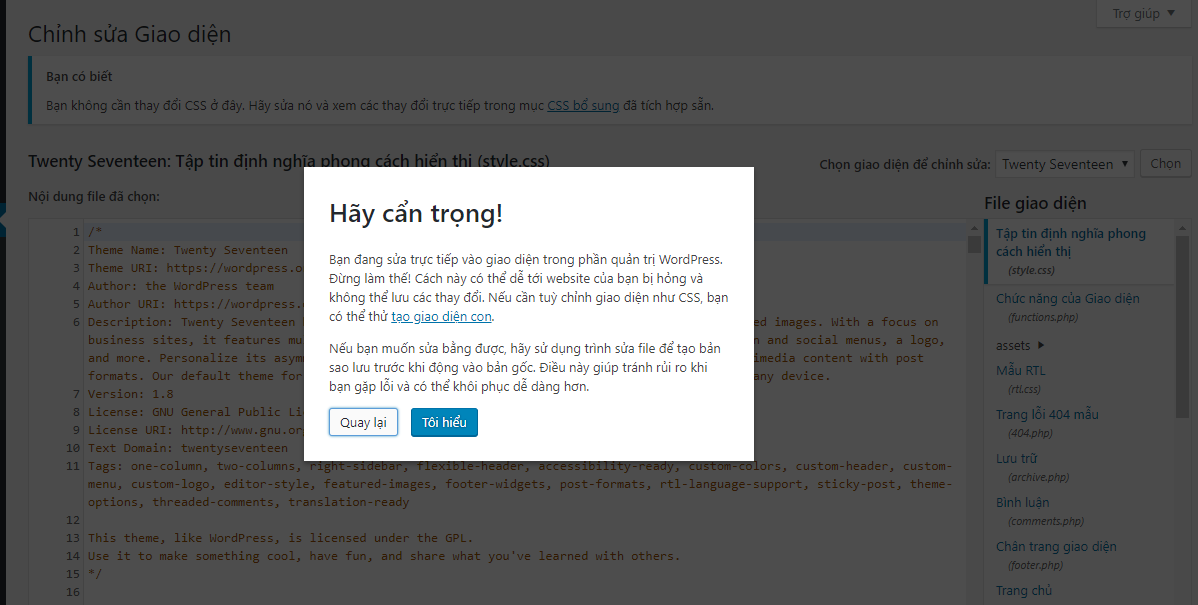 Trợ giúp ▼
Chỉnh sửa Giao diện
Bạn có biết
Bạn không cần thay đổi CSS ở đây. Hãy sửa nó và xem các thay đổi trực tiếp trong mục CSS bổ sung đã tích hợp sẵn.
Twenty Seventeen: Tập tin định nghĩa phong cách hiển thị (style.css)
Chọn giao diện để chỉnh sửa: Twenty Seventeen ▼ Chọn
Nội dung file đã chọn:
File giao diện
1 /*
2 Theme Name: Twenty Seventeen
3 Theme URI: https://wordpress.o
4 Author: the WordPress team
5 Author URI: https://wordpress.
6 Description: Twenty Seventeen ed images. With a focus on
business sites, it features mu n and social menus, a logo,
and more. Personalize its asym imedia content with post
formats. Our default theme for any device.
7 Version: 1.8
8 License: GNU General Public Li
9 License URI: http://www.gnu.or
10 Text Domain: twentyseventeen
11 Tags: one-column, two-columns, right-sidebar, flexible-header, accessibility-ready, custom-colors, custom-header, custom-
menu, custom-logo, editor-style, featured-images, footer-widgets, post-formats, rtl-language-support, sticky-post, theme-
options, threaded-comments, translation-ready
12
13 This theme, like WordPress, is licensed under the GPL.
14 Use it to make something cool, have fun, and share what you've learned with others.
15 */
16
Hãy cẩn trọng!
Bạn đang sửa trực tiếp vào giao diện trong phần quản trị WordPress.
Đừng làm thế! Cách này có thể dễ tới website của bạn bị hỏng và
không thể lưu các thay đổi. Nếu cần tuỳ chỉnh giao diện như CSS, bạn
có thể thử tạo giao diện con.
Nếu bạn muốn sửa bằng được, hãy sử dụng trình sửa file để tạo bản
sao lưu trước khi động vào bản gốc. Điều này giúp tránh rủi ro khi
bạn gặp lỗi và có thể khôi phục dễ dàng hơn.
Quay lại Tôi hiểu
Tập tin định nghĩa phong
cách hiển thị
(style.css)
Chức năng của Giao diện
(functions.php)
assets ▶
Mẫu RTL
(rtl.css)
Trang lỗi 404 mẫu
(404.php)
Lưu trữ
(archive.php)
Bình luận
(comments.php)
Chân trang giao diện
(footer.php)
Trang chủ